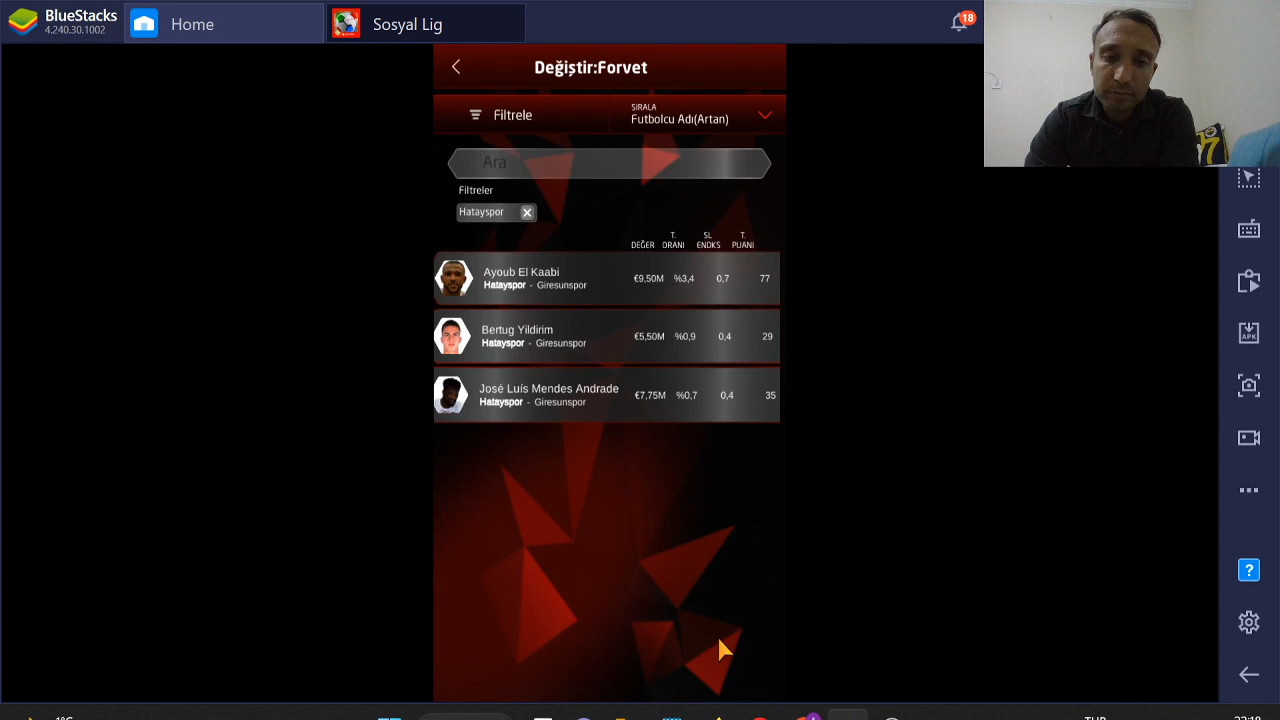 BlueStacks
4.240.30.1002
Home
Sosyal Lig
18
Değiştir:Forvet
Filtrele
SIRALA
Futbolcu Adı(Artan)
Ara
Filtreler
Hatayspor
DEĞER T. ORANI SL ENDKS T. PUANI
Ayoub El Kaabi
Hatayspor - Giresunspor
€9,50M %3,4 0,7 77
Bertug Yildirim
Hatayspor - Giresunspor
€5,50M %0,9 0,4 29
José Luís Mendes Andrade
Hatayspor - Giresunspor
€7,75M %0,7 0,4 35
APK
?